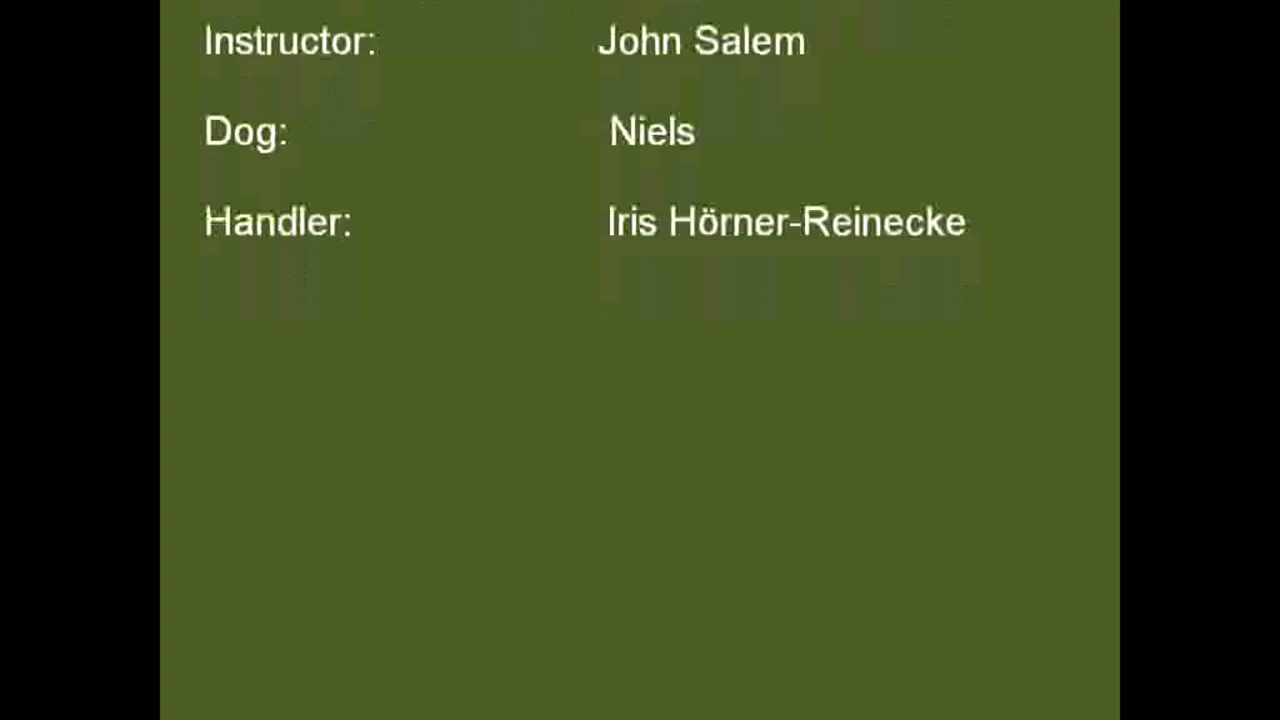 Instructor: John Salem
Dog: Niels
Handler: Iris Hörner-Reinecke